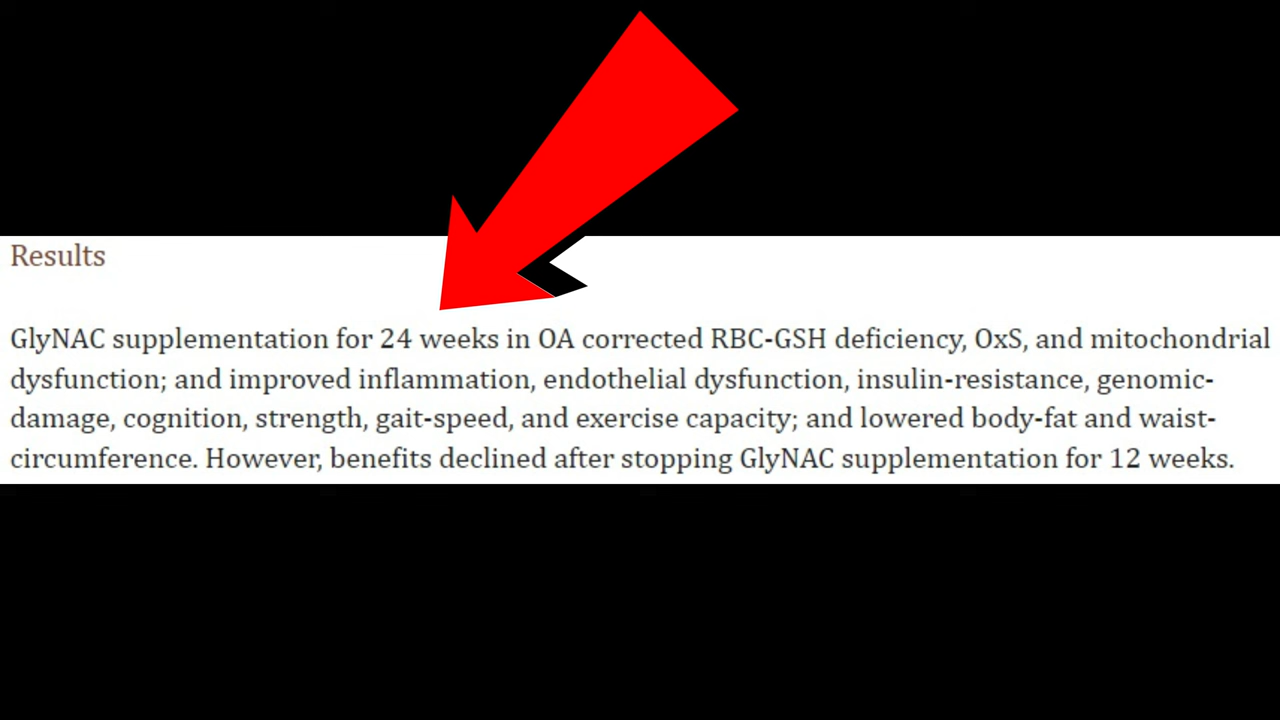 Results
GlyNAC supplementation for 24 weeks in OA corrected RBC-GSH deficiency, OxS, and mitochondrial
dysfunction; and improved inflammation, endothelial dysfunction, insulin-resistance, genomic-
damage, cognition, strength, gait-speed, and exercise capacity; and lowered body-fat and waist-
circumference. However, benefits declined after stopping GlyNAC supplementation for 12 weeks.